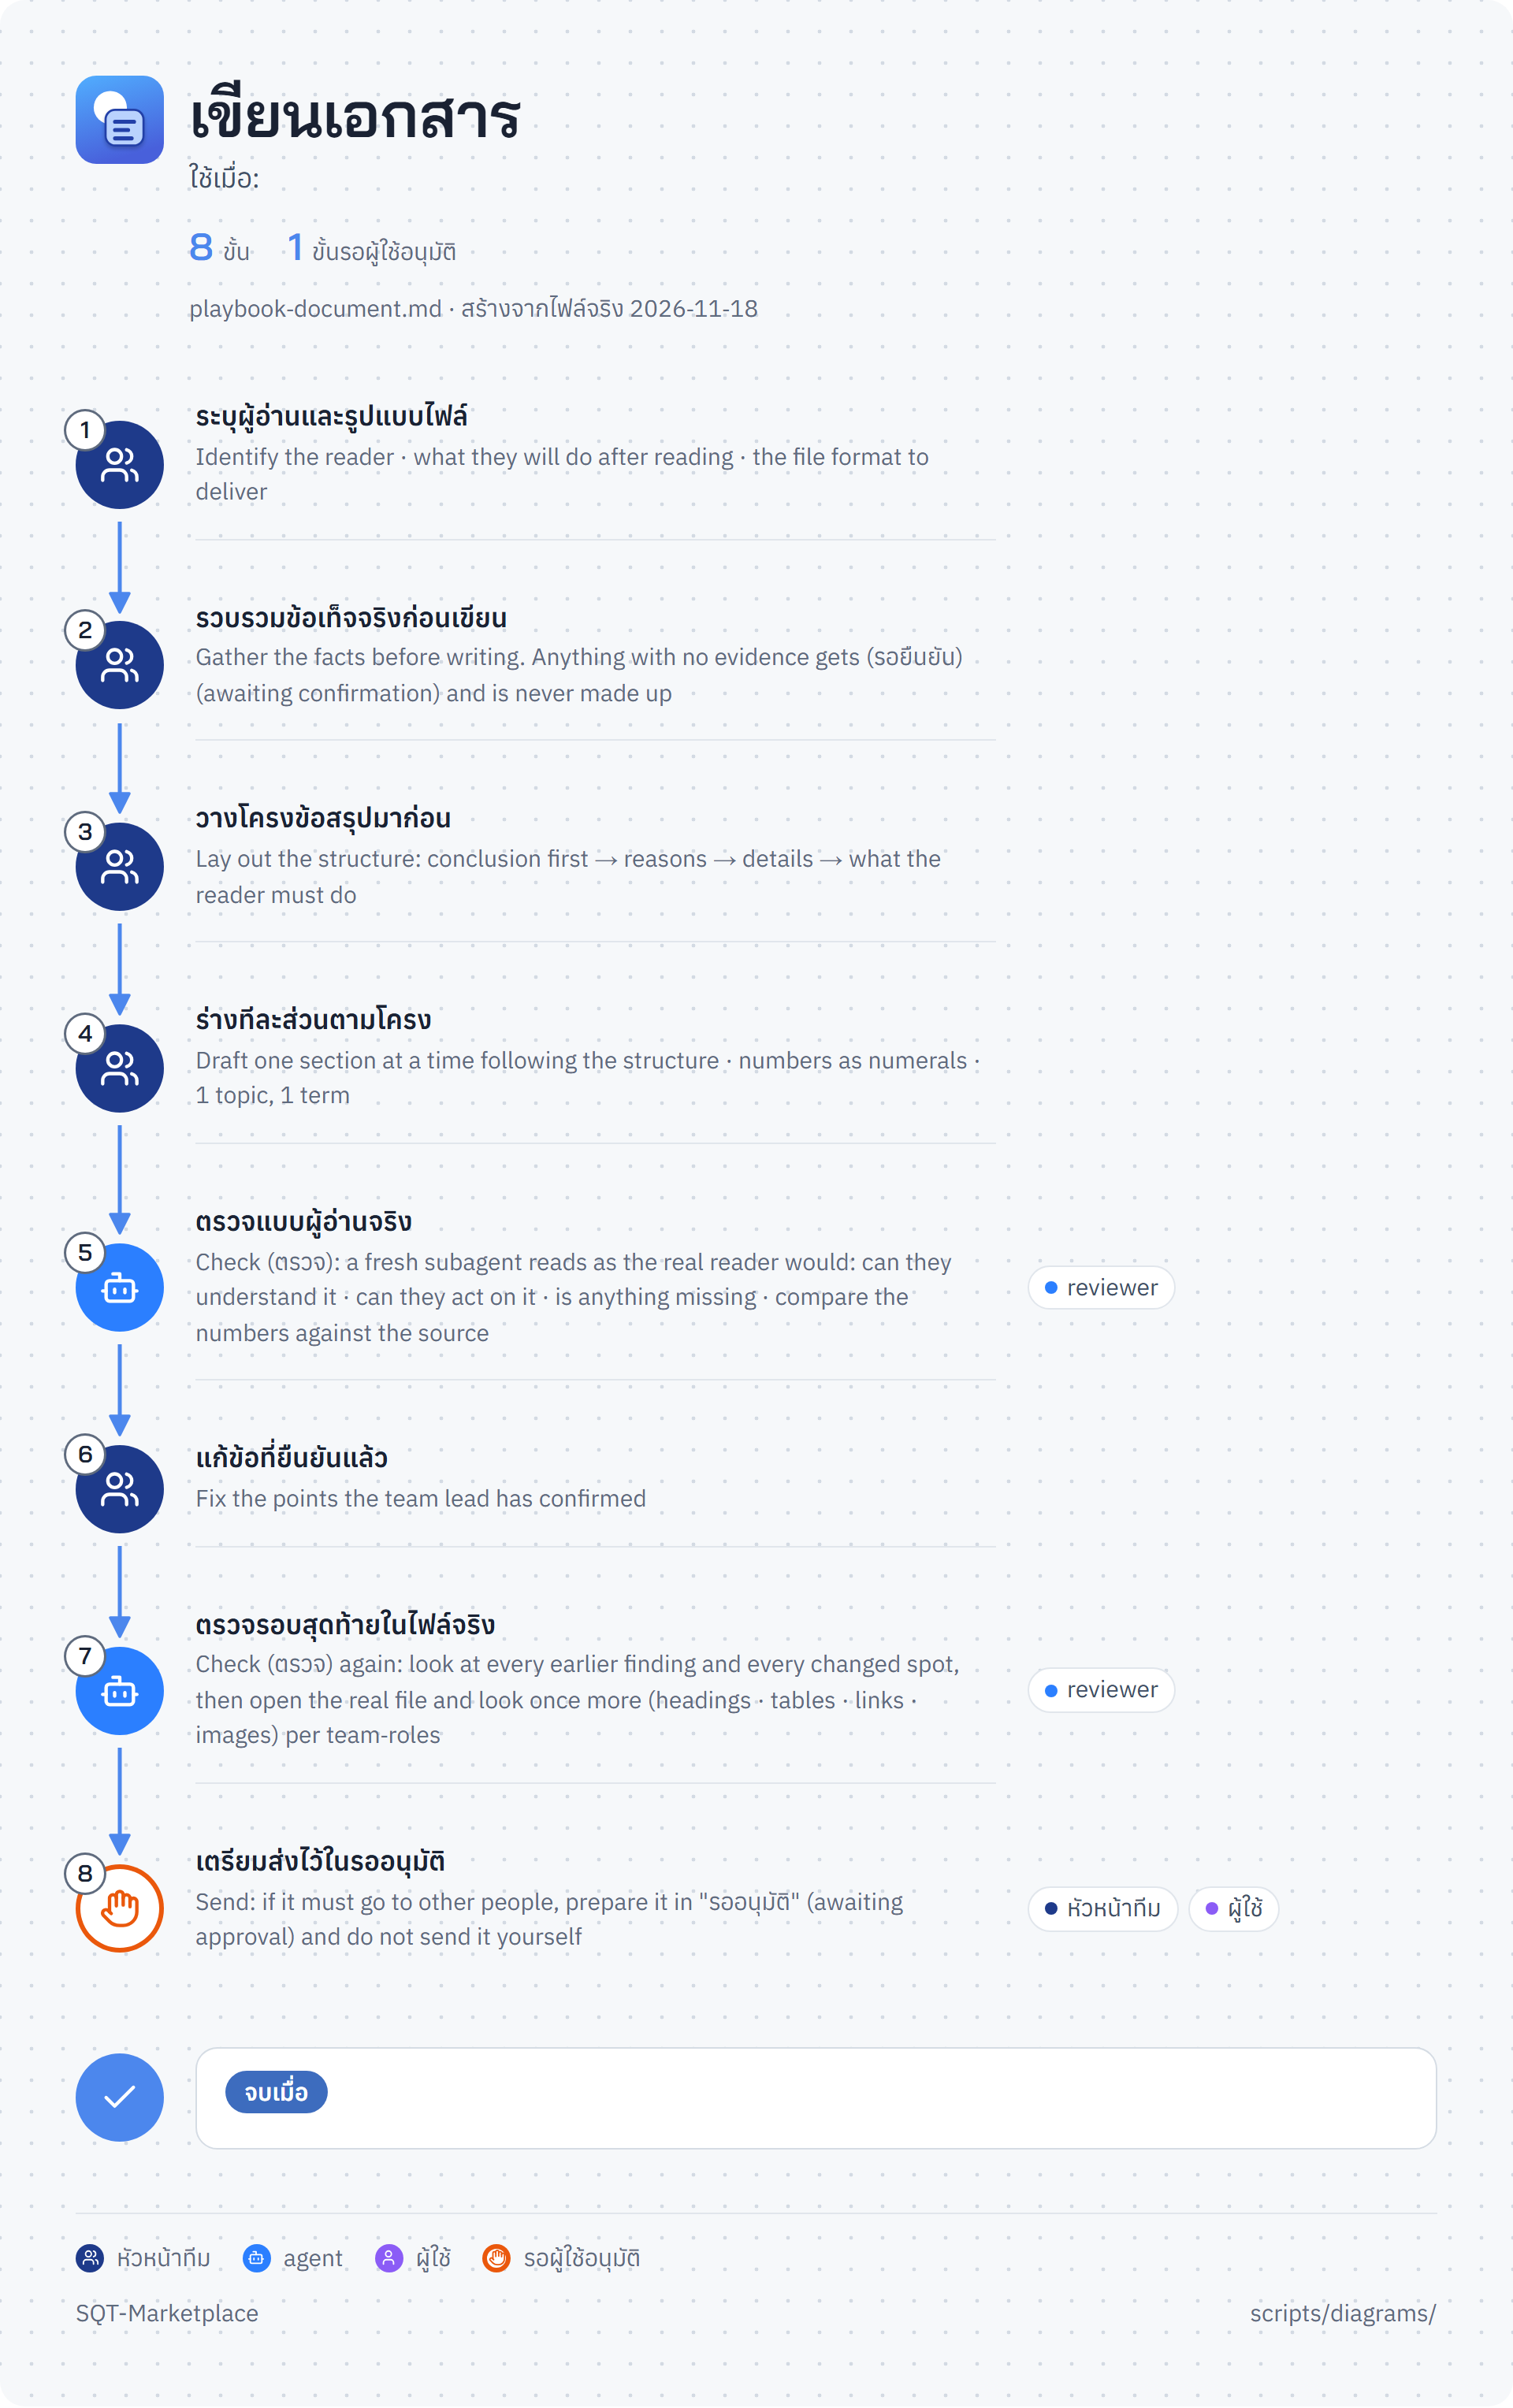 เขียนเอกสาร
ใช้เมื่อ:
8 ขั้น 1 ขั้นรอผู้ใช้อนุมัติ
playbook-document.md · สร้างจากไฟล์จริง 2026-11-18
1
ระบุผู้อ่านและรูปแบบไฟล์
Identify the reader · what they will do after reading · the file format to
deliver
2
รวบรวมข้อเท็จจริงก่อนเขียน
Gather the facts before writing. Anything with no evidence gets (รอยืนยัน)
(awaiting confirmation) and is never made up
3
วางโครงข้อสรุปมาก่อน
Lay out the structure: conclusion first → reasons → details → what the
reader must do
4
ร่างทีละส่วนตามโครง
Draft one section at a time following the structure · numbers as numerals ·
1 topic, 1 term
5
ตรวจแบบผู้อ่านจริง
Check (ตรวจ): a fresh subagent reads as the real reader would: can they
understand it · can they act on it · is anything missing · compare the
numbers against the source
reviewer
6
แก้ข้อที่ยืนยันแล้ว
Fix the points the team lead has confirmed
7
ตรวจรอบสุดท้ายในไฟล์จริง
Check (ตรวจ) again: look at every earlier finding and every changed spot,
then open the real file and look once more (headings · tables · links ·
images) per team-roles
reviewer
8
เตรียมส่งไว้ในรออนุมัติ
Send: if it must go to other people, prepare it in "รออนุมัติ" (awaiting
approval) and do not send it yourself
หัวหน้าทีม ผู้ใช้
จบเมื่อ
หัวหน้าทีม agent ผู้ใช้ รอผู้ใช้อนุมัติ
SQT-Marketplace scripts/diagrams/